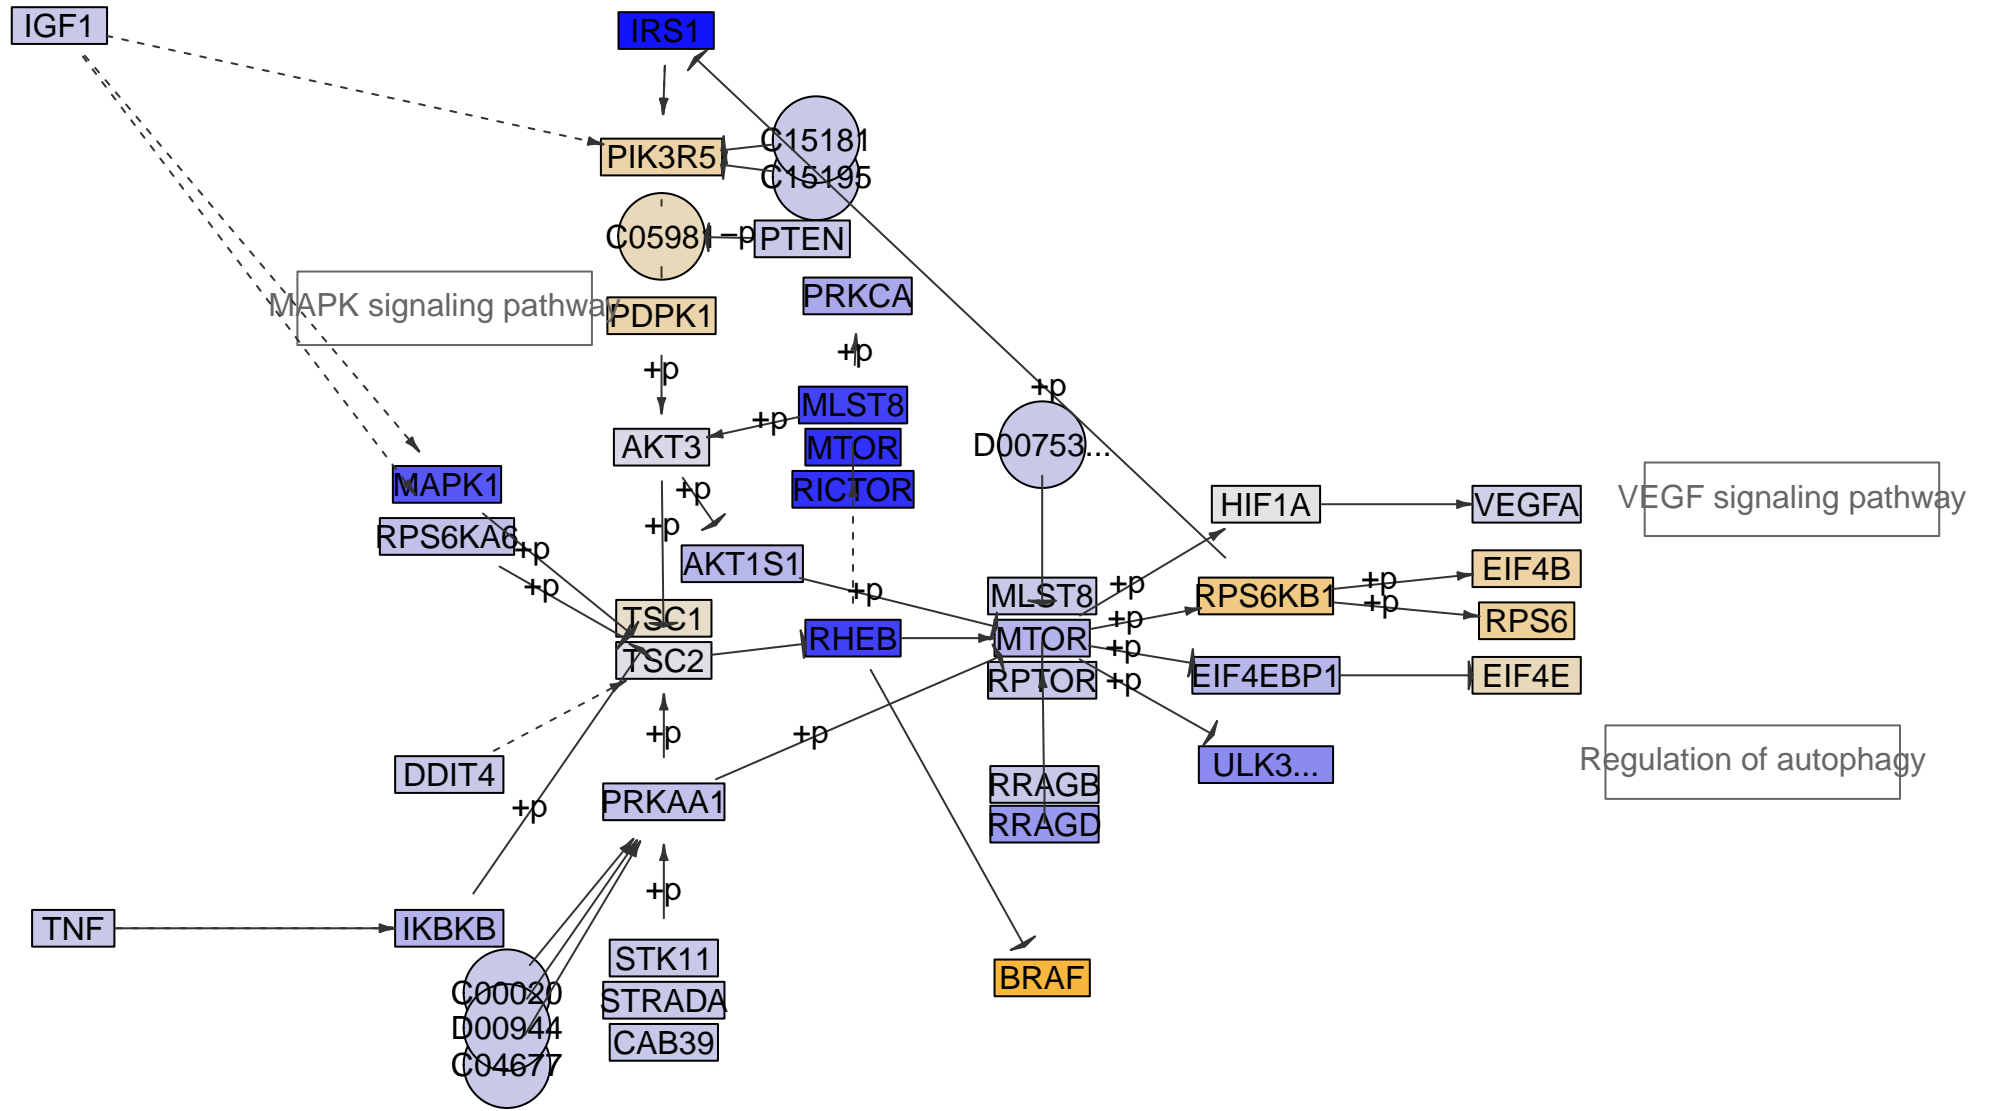 IGF1
IRS1
C15181
PIK3R5
C15195
C05981
−p
PTEN
PRKCA
MAPK signaling pathway
PDPK1
+p
+p
+p
MLST8
+p
AKT3
MTOR
D00753...
MAPK1
RICTOR
+p
HIF1A
VEGFA
VEGF signaling pathway
RPS6KA6
+p
+p
AKT1S1
EIF4B
+p
+p
+p
+p
MLST8
RPS6KB1
+p
TSC1
+p
RPS6
RHEB
MTOR
+p
TSC2
RPTOR
+p
EIF4EBP1
EIF4E
+p
+p
DDIT4
ULK3...
Regulation of autophagy
RRAGB
PRKAA1
+p
RRAGD
+p
TNF
IKBKB
STK11
BRAF
C00020
STRADA
D00944
CAB39
C04677